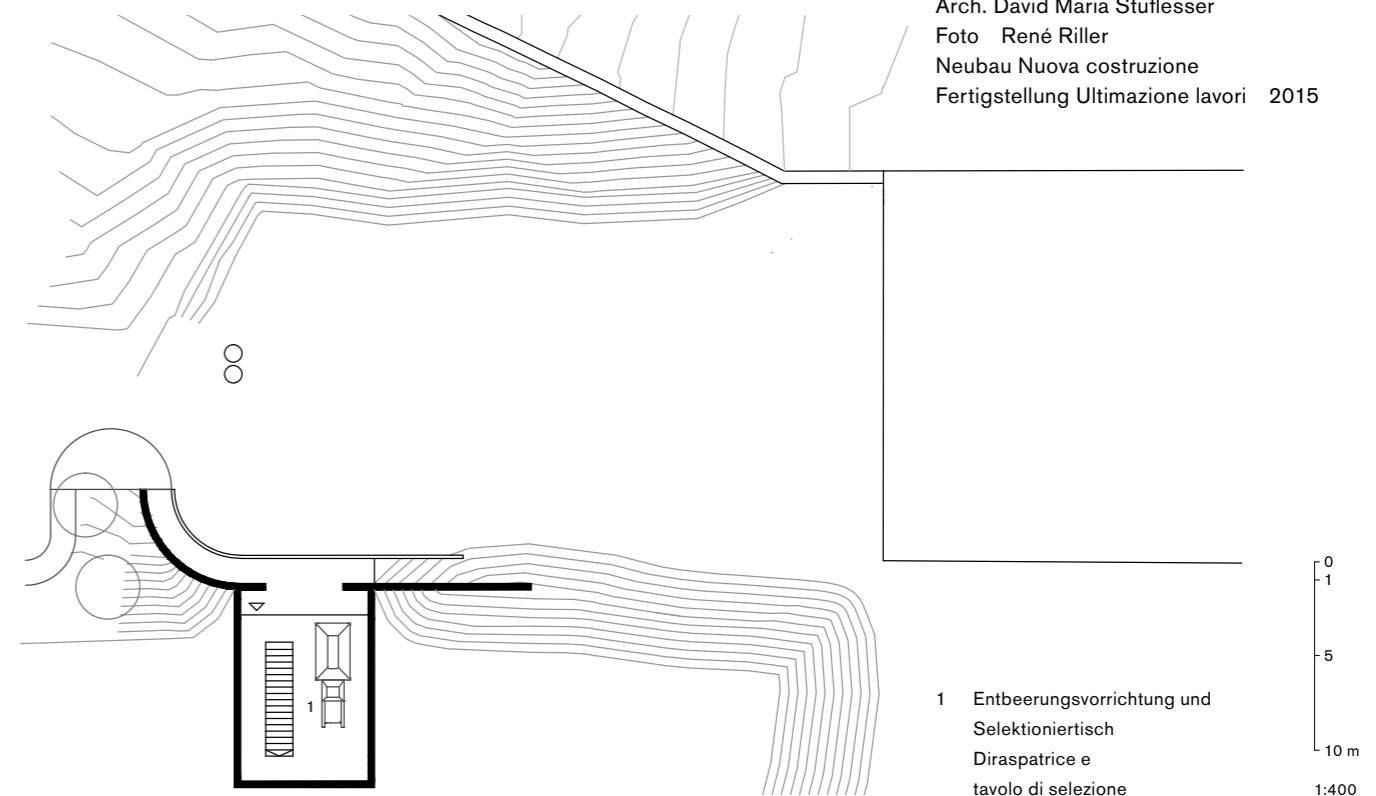 Arch. David Maria Stuflesser
Foto René Riller
Neubau Nuova costruzione
Fertigstellung Ultimazione lavori 2015
0
1
5
10 m
1:400
1
1 Entbeerungsvorrichtung und
Selektioniertisch
Diraspatrice e
tavolo di selezione